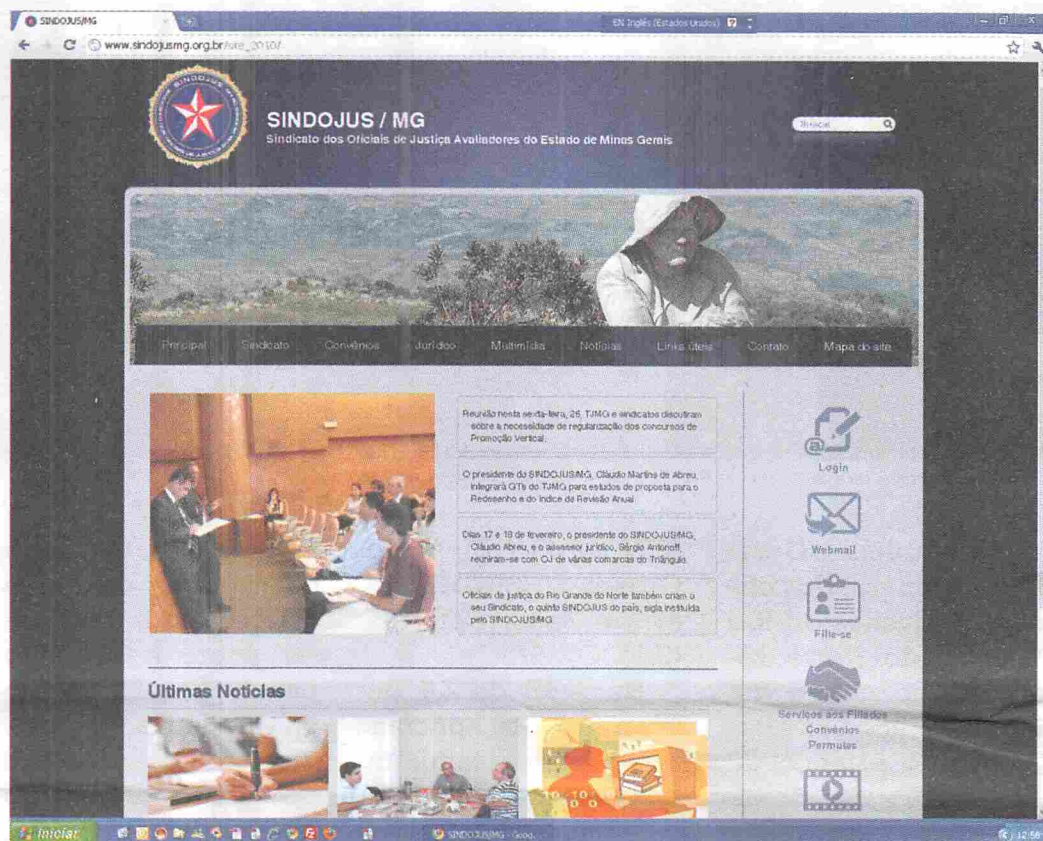 SINDOJUS/MG
EN Inglês (Estados Unidos)
www.sindojusmg.org.br/site_2010/
SINDOJUS / MG
Sindicato dos Oficiais de Justiça Avaliadores do Estado de Minas Gerais
Principal Sindicato Convênios Jurídico Multimídia Notícias Links úteis Contato Mapa do site
Reunião nesta sexta-feira, 26, TJMG e sindicatos discutiram
sobre a necessidade de regularização dos concursos de
Promoção Vertical.
O presidente do SINDOJUS/MG, Cláudio Martins de Abreu,
integrará GTs do TJMG para estudos de proposta para o
Redesenho e do Índice da Revisão Anual
Dias 17 e 18 de fevereiro, o presidente do SINDOJUS/MG,
Cláudio Abreu, e o assessor jurídico, Sérgio
reuniram-se com OJ de várias comarcas do Triângulo
Oficiais de justiça do Rio Grande do Norte também criam o
seu Sindicato, o quinto SINDOJUS do país, sigla instituída
pelo SINDOJUS/MG
Login
Webmail
Filie-se
Serviços aos Filiados
Convênios
Permutas
Últimas Notícias
Iniciar
SINDOJUS/MG - Goog...
12:56